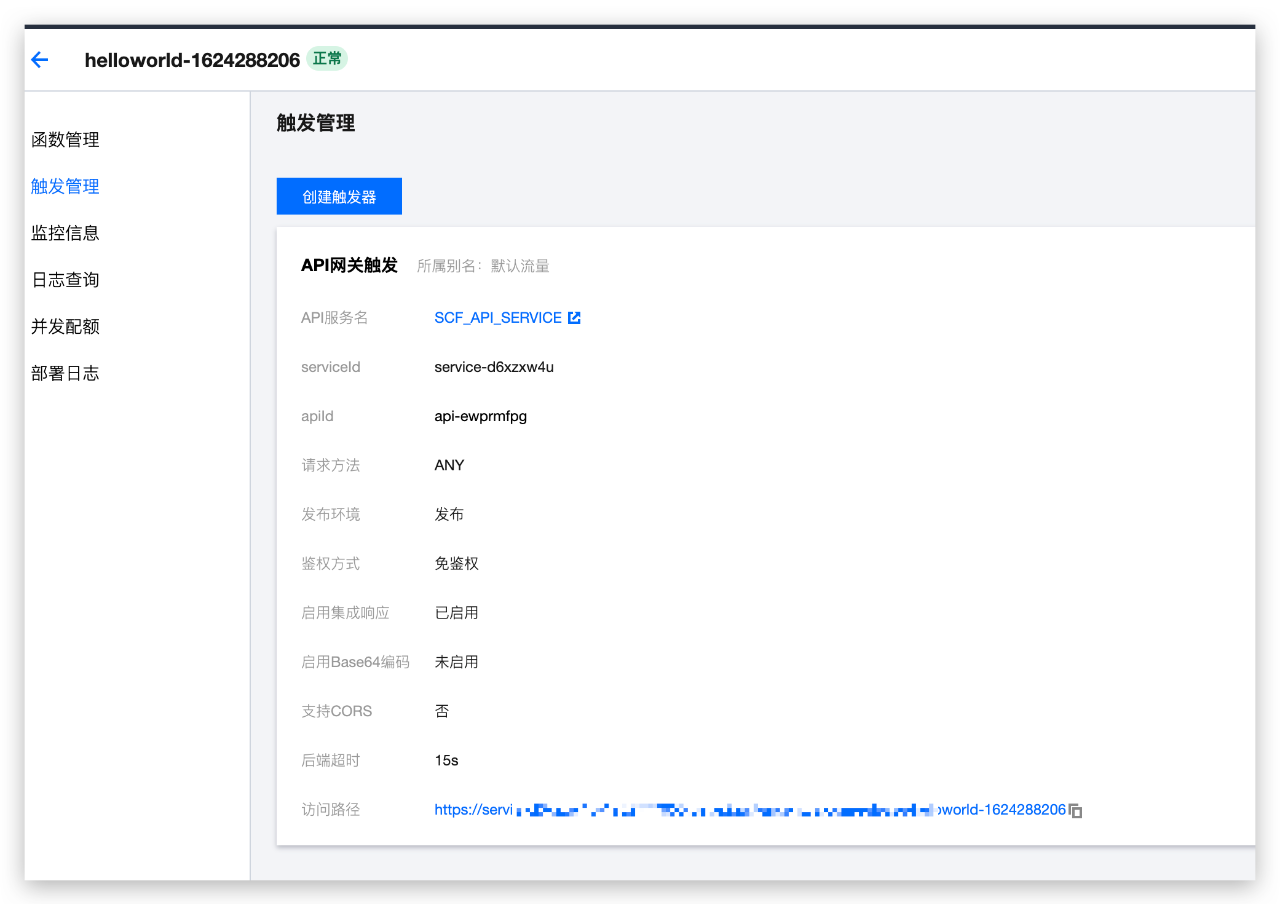 helloworld-1624288206 正常
函数管理
触发管理
监控信息
日志查询
并发配额
部署日志
触发管理
创建触发器
API网关触发 所属别名：默认流量
API服务名 SCF_API_SERVICE
serviceId service-d6xzxw4u
apiId api-ewprmfpg
请求方法 ANY
发布环境 发布
鉴权方式 免鉴权
启用集成响应 已启用
启用Base64编码 未启用
支持CORS 否
后端超时 15s
访问路径 https://servi oworld-1624288206